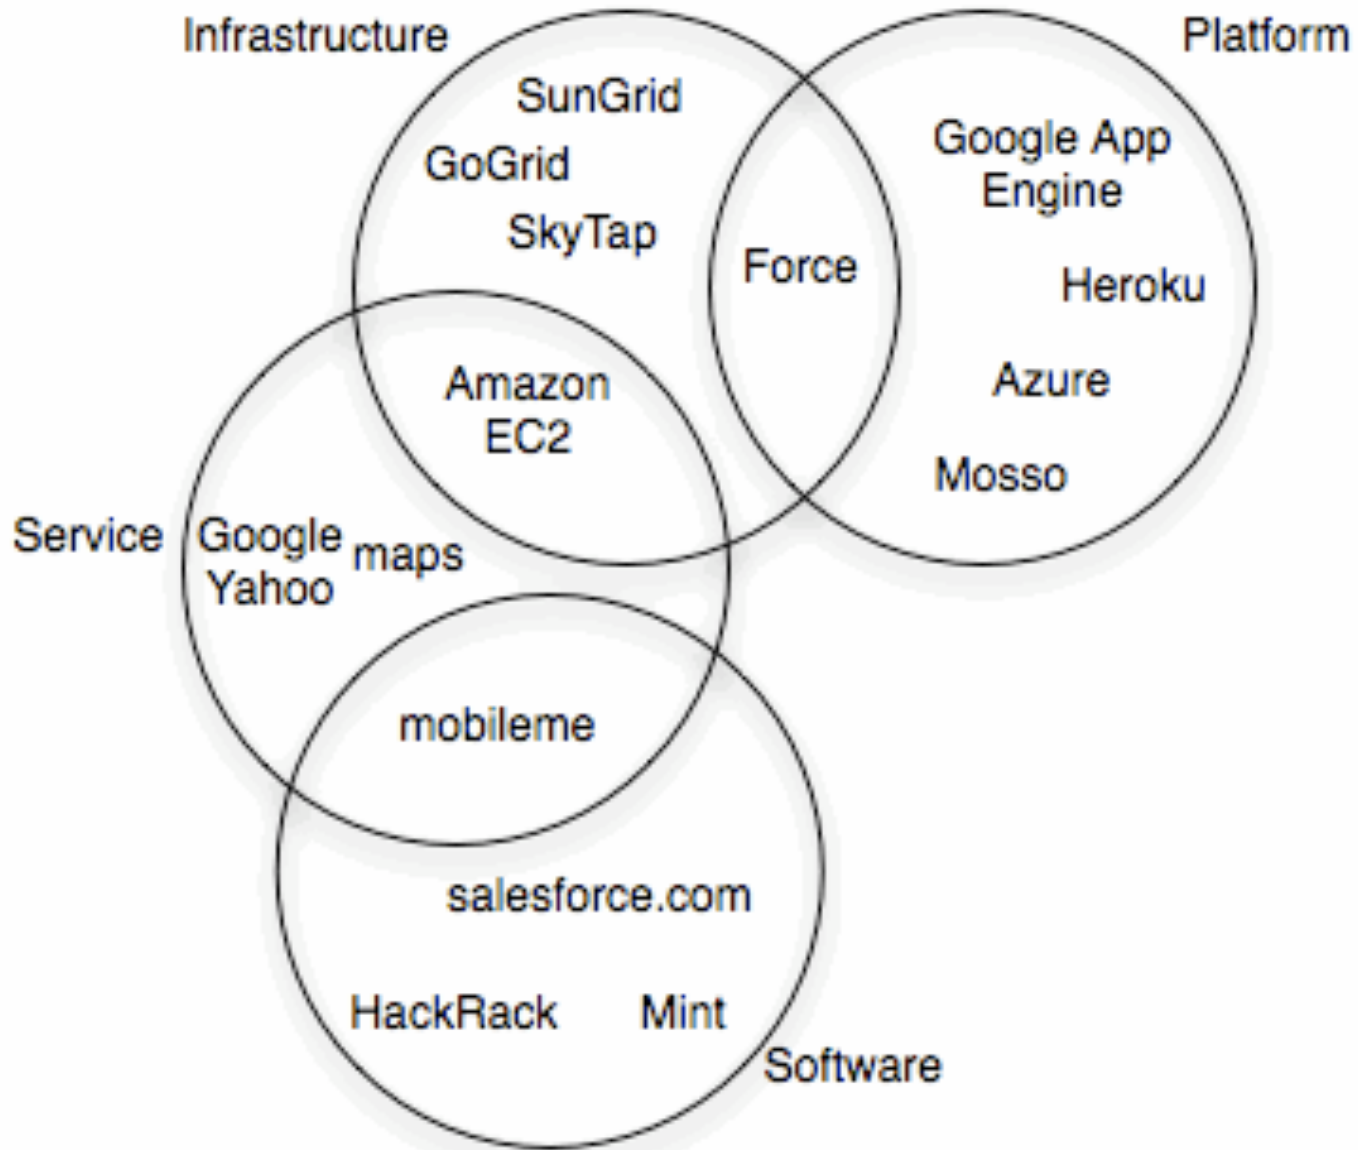 Infrastructure
Platform
SunGrid
GoGrid
SkyTap
Force
Google App
Engine
Heroku
Azure
Mosso
Amazon
EC2
Service
Google maps
Yahoo
mobileme
salesforce.com
HackRack Mint
Software